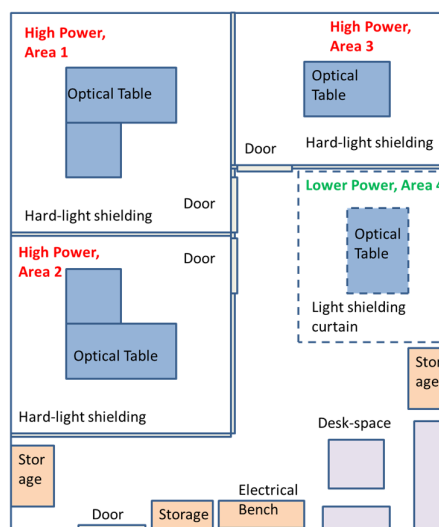 High Power,
Area 1
Optical Table
Hard-light shielding
Door
High Power,
Area 3
Optical
Table
Hard-light shielding
Door
Lower Power, Area 4
Optical
Table
Light shielding
curtain
High Power,
Area 2
Door
Optical Table
Hard-light shielding
Stor
age
Stor
age
Desk-space
Electrical
Bench
Storage
Door